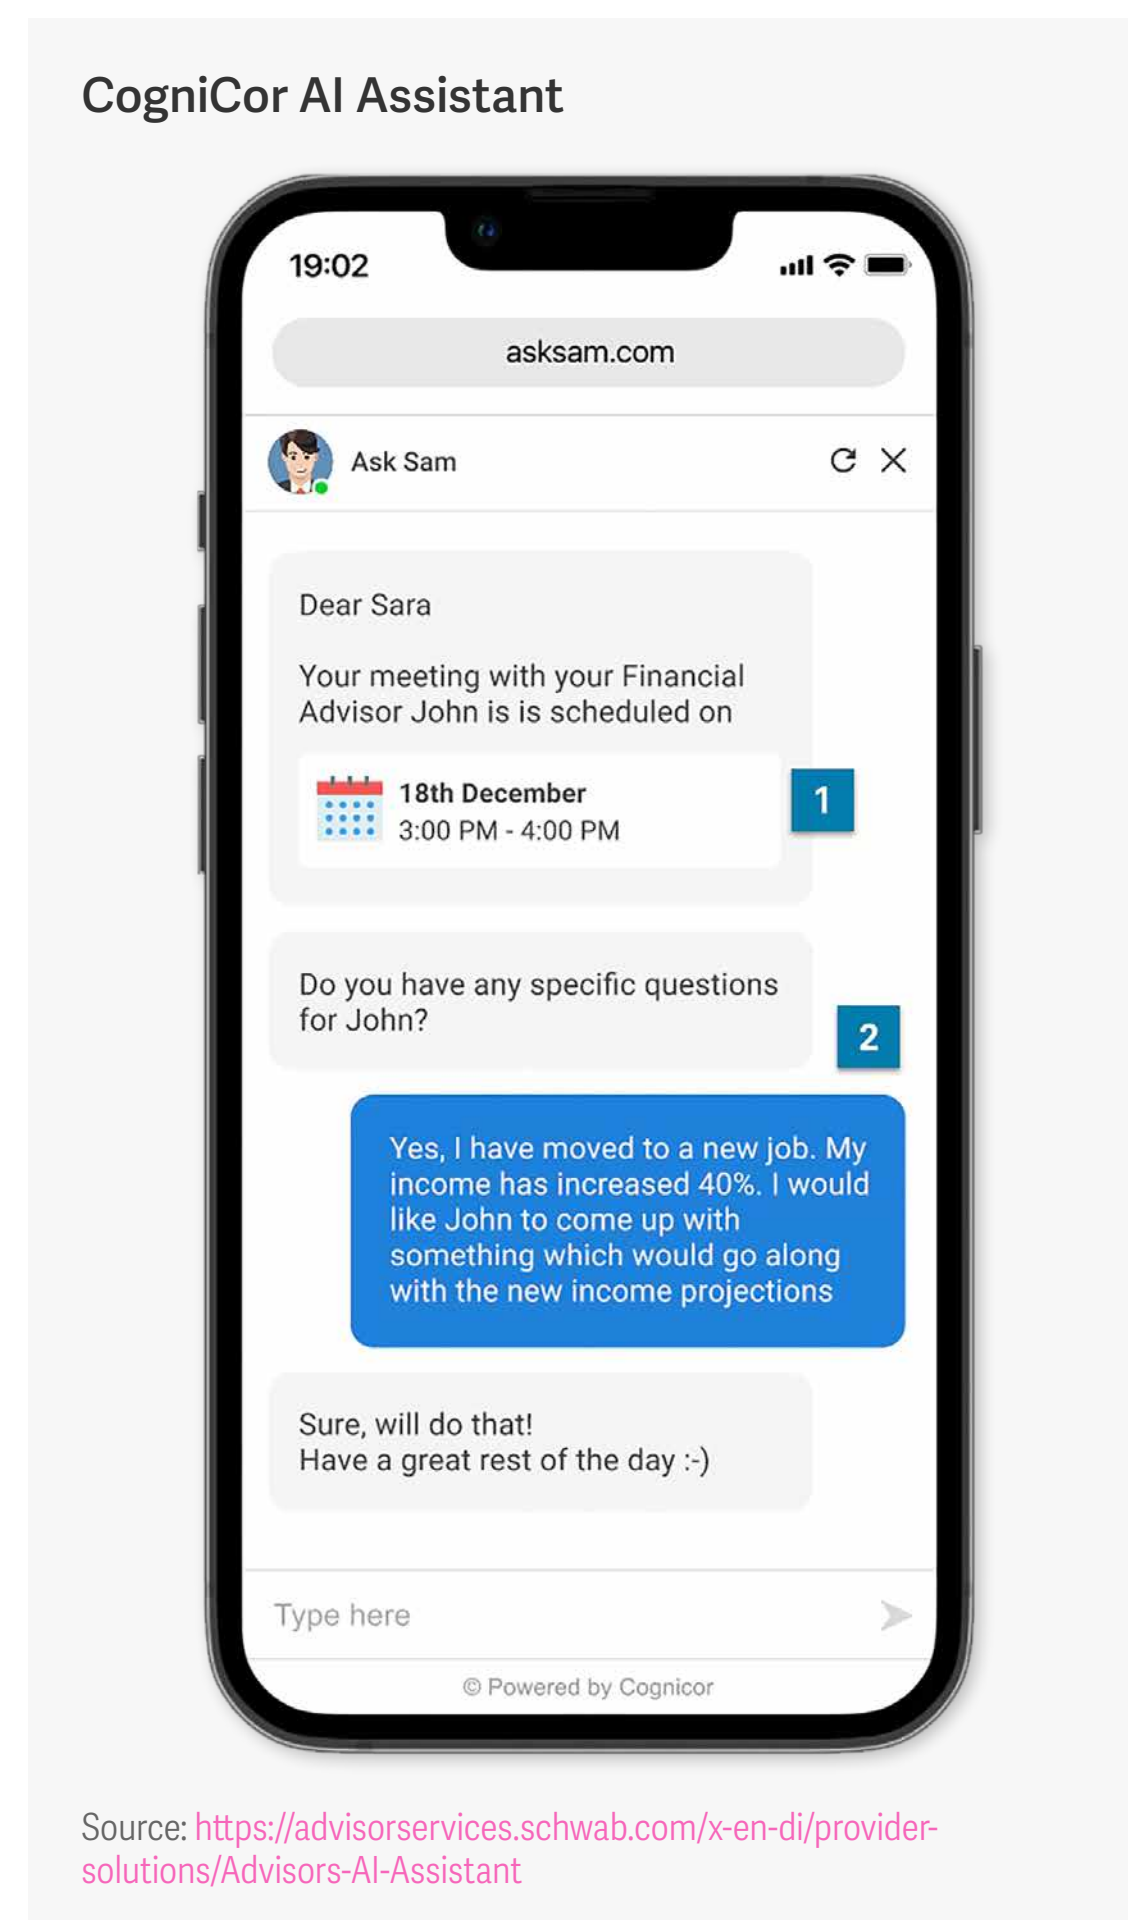 CogniCor AI Assistant
19:02
asksam.com
Ask Sam
Dear Sara
Your meeting with your Financial
Advisor John is is scheduled on
18th December
3:00 PM - 4:00 PM
1
Do you have any specific questions
for John?
2
Yes, I have moved to a new job. My
income has increased 40%. I would
like John to come up with
something which would go along
with the new income projections
Sure, will do that!
Have a great rest of the day :-)
Type here
© Powered by Cognicor
Source: https://advisorservices.schwab.com/x-en-di/provider-
solutions/Advisors-AI-Assistant